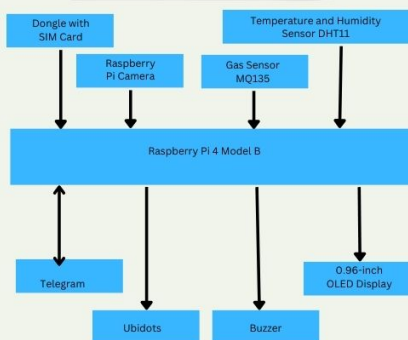 Dongle with
SIM Card
Temperature and Humidity
Sensor DHT11
Raspberry
Pi Camera
Gas Sensor
MQ135
Raspberry Pi 4 Model B
Telegram
0.96-inch
OLED Display
Ubidots
Buzzer